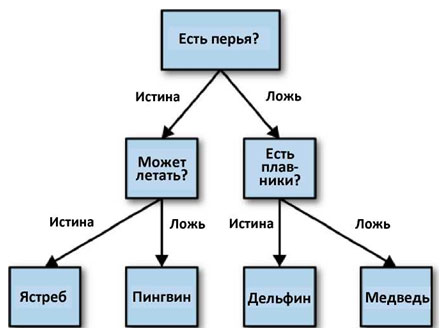 Есть перья?
Истина
Ложь
Может
летать?
Есть
плав-
ники?
Истина
Ложь
Истина
Ложь
Ястреб
Пингвин
Дельфин
Медведь